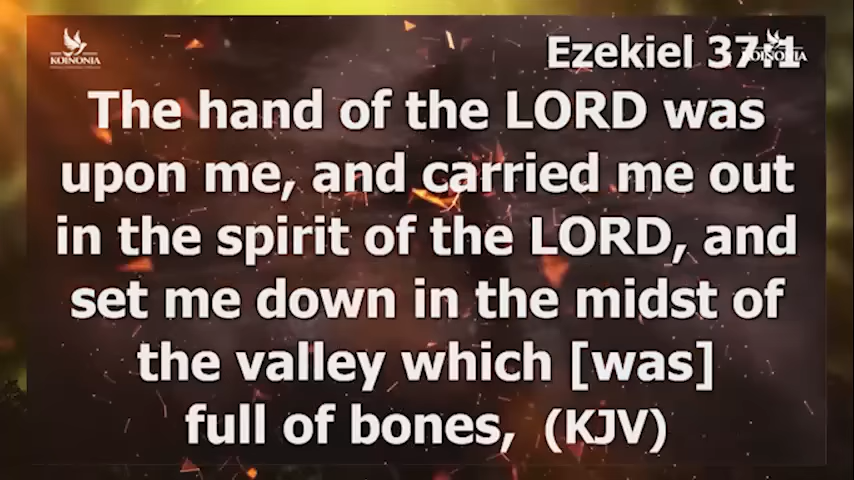 KOINONIA
Ezekiel 37:1
KOINONIA
The hand of the LORD was
upon me, and carried me out
in the spirit of the LORD, and
set me down in the midst of
the valley which [was]
full of bones, (KJV)